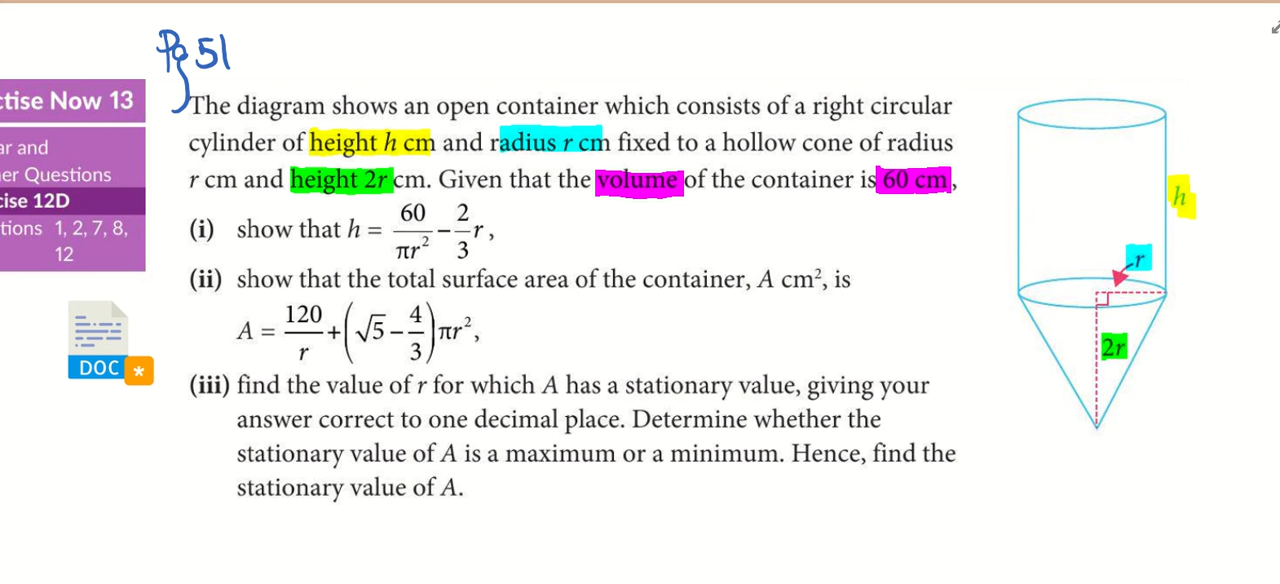 Pg 51
ctise Now 13
ar and
er Questions
cise 12D
tions 1, 2, 7, 8,
12
DOC *
The diagram shows an open container which consists of a right circular
cylinder of height h cm and radius r cm fixed to a hollow cone of radius
r cm and height 2r cm. Given that the volume of the container is 60 cm,
(i) show that h = 60/πr² − 2/3 r,
(ii) show that the total surface area of the container, A cm², is
A = 120/r + (√5 − 4/3) πr²,
(iii) find the value of r for which A has a stationary value, giving your
answer correct to one decimal place. Determine whether the
stationary value of A is a maximum or a minimum. Hence, find the
stationary value of A.
h
r
2r